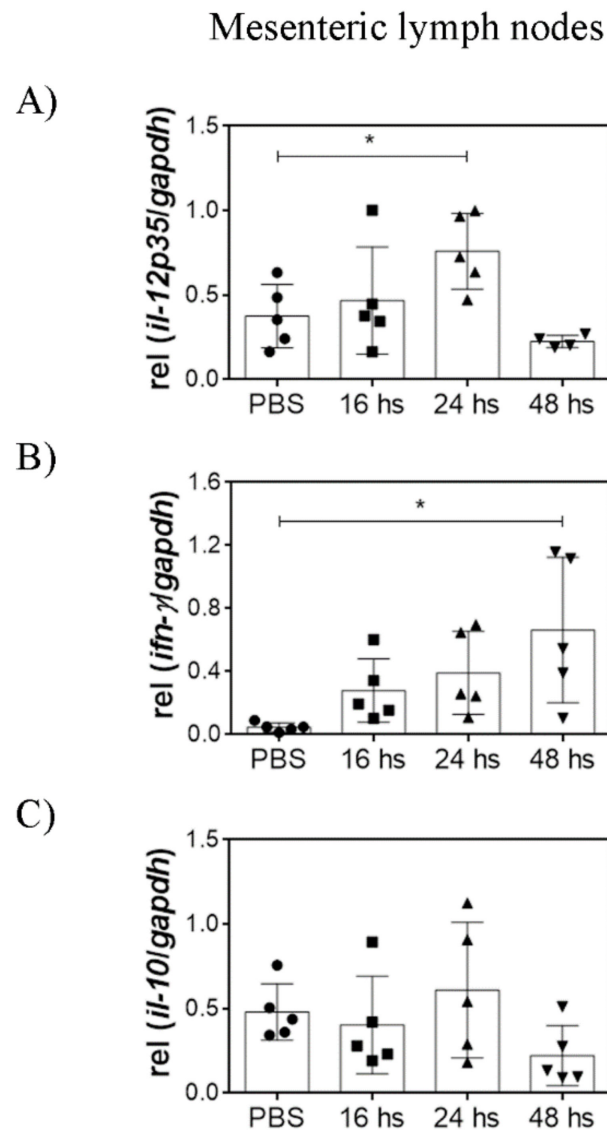 Mesenteric lymph nodes
A)
rel (il-12p35/gapdh)
1.5
1.0
0.5
0.0
*
PBS 16 hs 24 hs 48 hs
B)
rel (ifn-γ/gapdh)
1.6
1.2
0.8
0.4
0.0
*
PBS 16 hs 24 hs 48 hs
C)
rel (il-10/gapdh)
1.5
1.0
0.5
0.0
PBS 16 hs 24 hs 48 hs